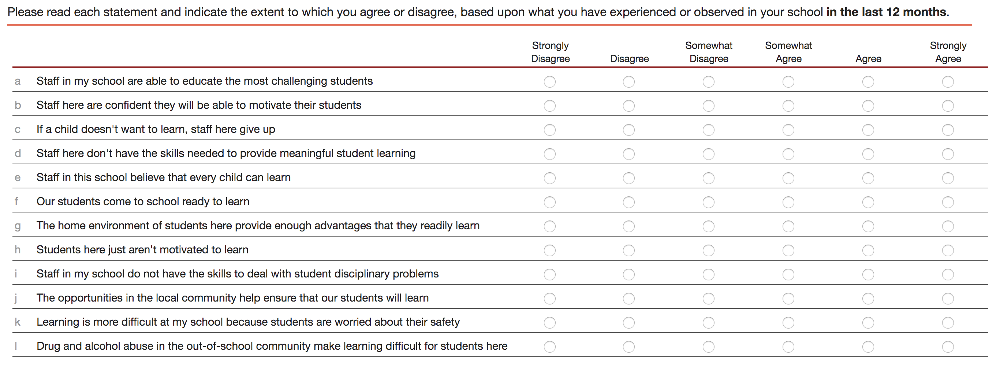 Please read each statement and indicate the extent to which you agree or disagree, based upon what you have experienced or observed in your school in the last 12 months.
Strongly Disagree
Disagree
Somewhat Disagree
Somewhat Agree
Agree
Strongly Agree
a Staff in my school are able to educate the most challenging students
b Staff here are confident they will be able to motivate their students
c If a child doesn't want to learn, staff here give up
d Staff here don't have the skills needed to provide meaningful student learning
e Staff in this school believe that every child can learn
f Our students come to school ready to learn
g The home environment of students here provide enough advantages that they readily learn
h Students here just aren't motivated to learn
i Staff in my school do not have the skills to deal with student disciplinary problems
j The opportunities in the local community help ensure that our students will learn
k Learning is more difficult at my school because students are worried about their safety
l Drug and alcohol abuse in the out-of-school community make learning difficult for students here